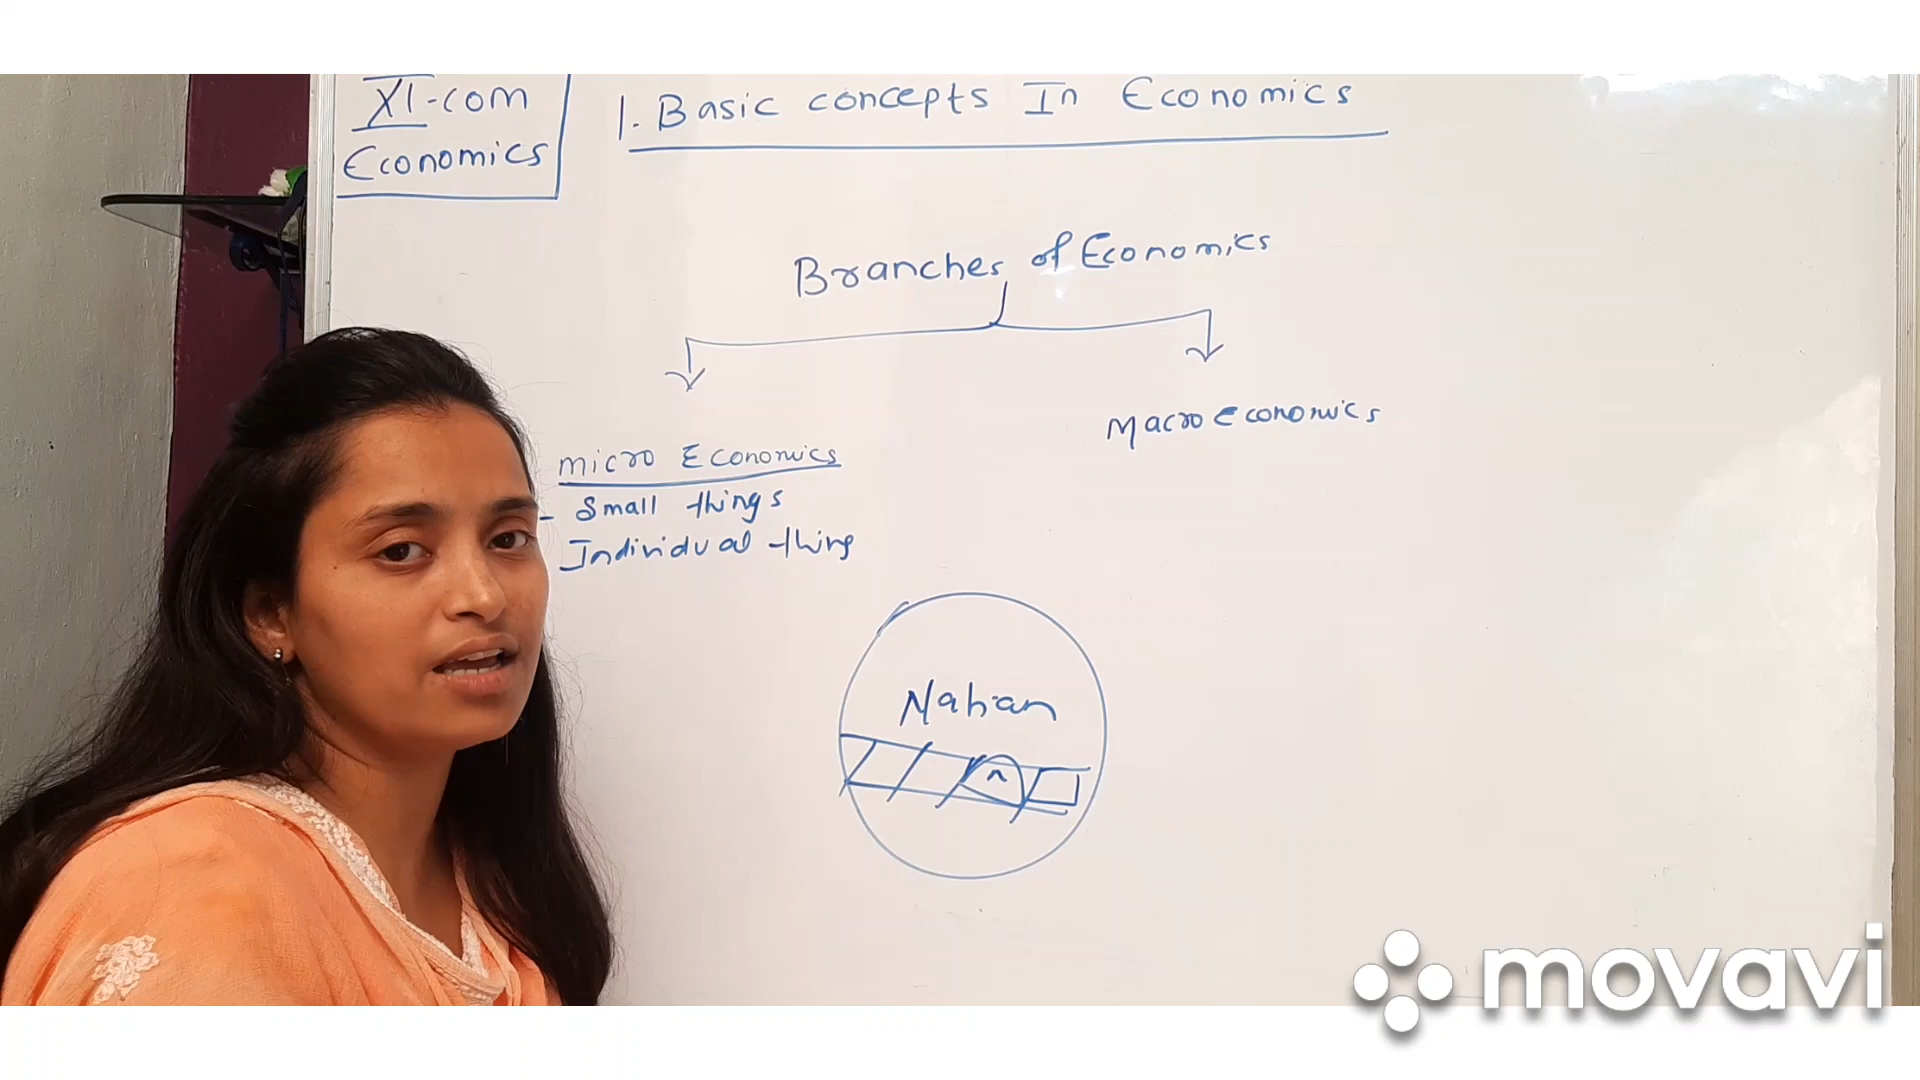 XI-com
Economics
1. Basic concepts In Economics
Branches of Economics
Micro Economics
Macro Economics
- Small things
Individual thing
Nahan
movavi